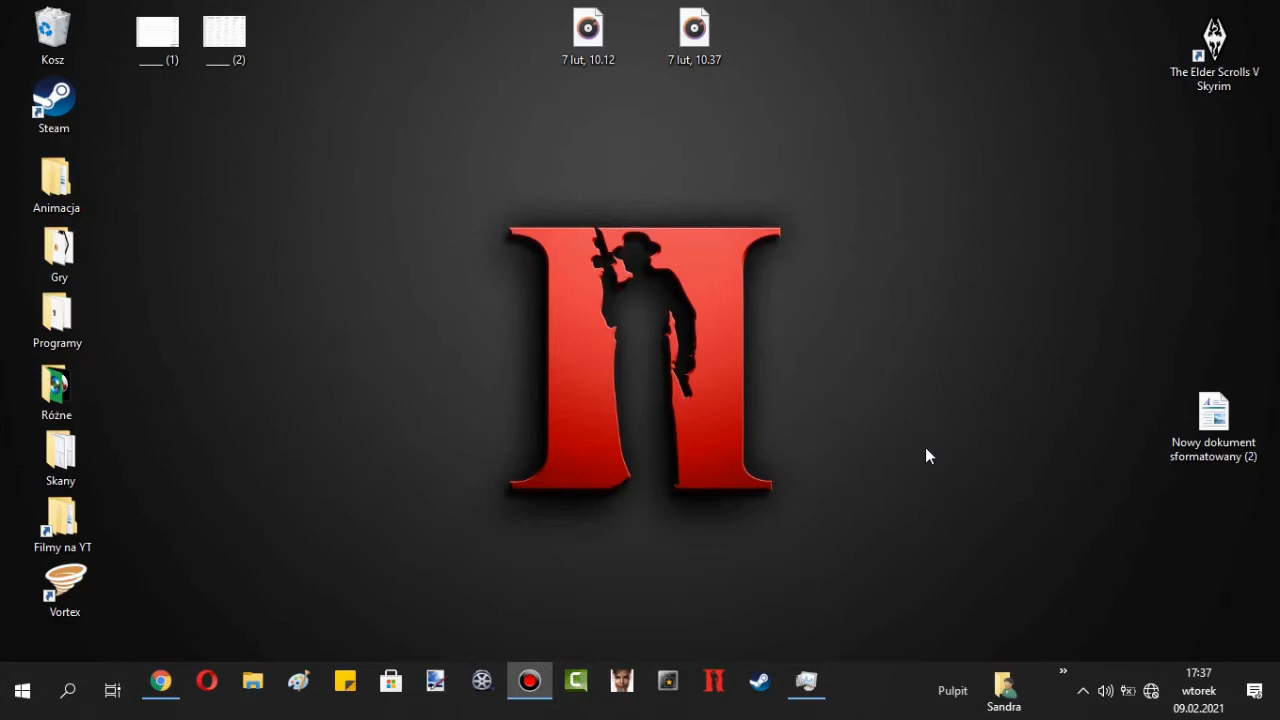 Kosz
____ (1)
____ (2)
7 lut, 10.12
7 lut, 10.37
The Elder Scrolls V
Skyrim
Steam
Animacja
Gry
Programy
Różne
Nowy dokument
sformatowany (2)
Skany
Filmy na YT
Vortex
Pulpit
Sandra
17:37
wtorek
09.02.2021